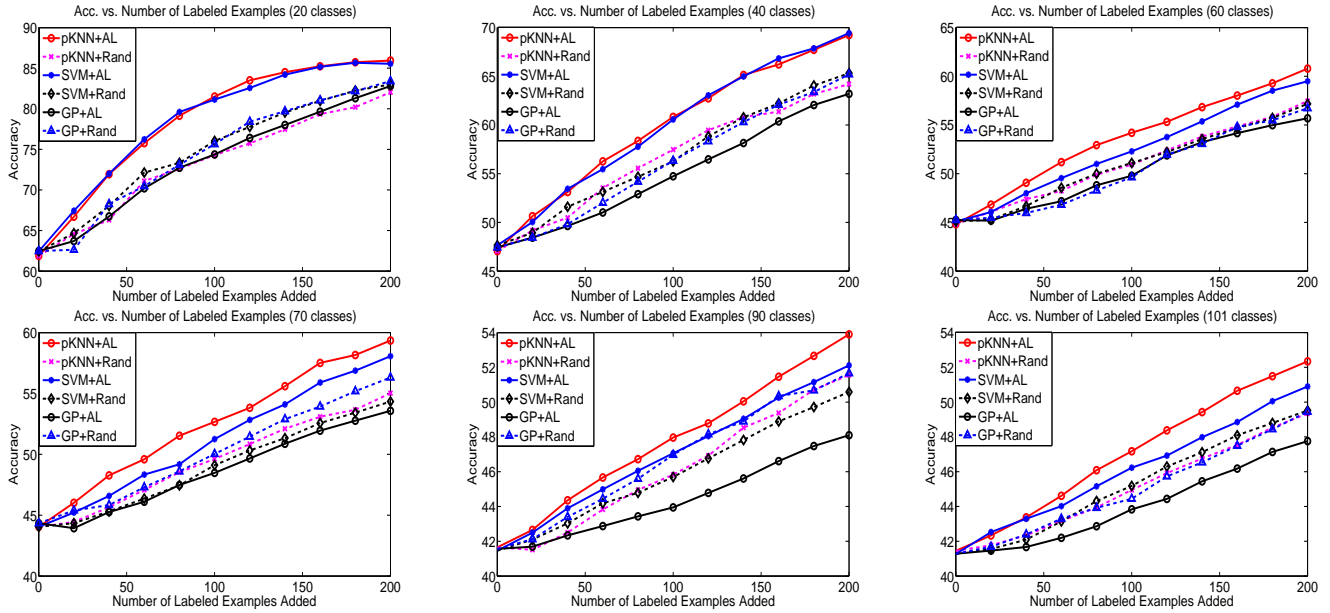 Acc. vs. Number of Labeled Examples (20 classes)
90
85
80
75
70
65
60
Accuracy
pKNN+AL
pKNN+Rand
SVM+AL
SVM+Rand
GP+AL
GP+Rand
0 50 100 150 200
Number of Labeled Examples Added
Acc. vs. Number of Labeled Examples (40 classes)
70
65
60
55
50
45
Accuracy
pKNN+AL
pKNN+Rand
SVM+AL
SVM+Rand
GP+AL
GP+Rand
0 50 100 150 200
Number of Labeled Examples Added
Acc. vs. Number of Labeled Examples (60 classes)
65
60
55
50
45
40
Accuracy
pKNN+AL
pKNN+Rand
SVM+AL
SVM+Rand
GP+AL
GP+Rand
0 50 100 150 200
Number of Labeled Examples Added
Acc. vs. Number of Labeled Examples (70 classes)
60
55
50
45
40
Accuracy
pKNN+AL
pKNN+Rand
SVM+AL
SVM+Rand
GP+AL
GP+Rand
0 50 100 150 200
Number of Labeled Examples Added
Acc. vs. Number of Labeled Examples (90 classes)
54
52
50
48
46
44
42
40
Accuracy
pKNN+AL
pKNN+Rand
SVM+AL
SVM+Rand
GP+AL
GP+Rand
0 50 100 150 200
Number of Labeled Examples Added
Acc. vs. Number of Labeled Examples (101 classes)
54
52
50
48
46
44
42
40
Accuracy
pKNN+AL
pKNN+Rand
SVM+AL
SVM+Rand
GP+AL
GP+Rand
0 50 100 150 200
Number of Labeled Examples Added